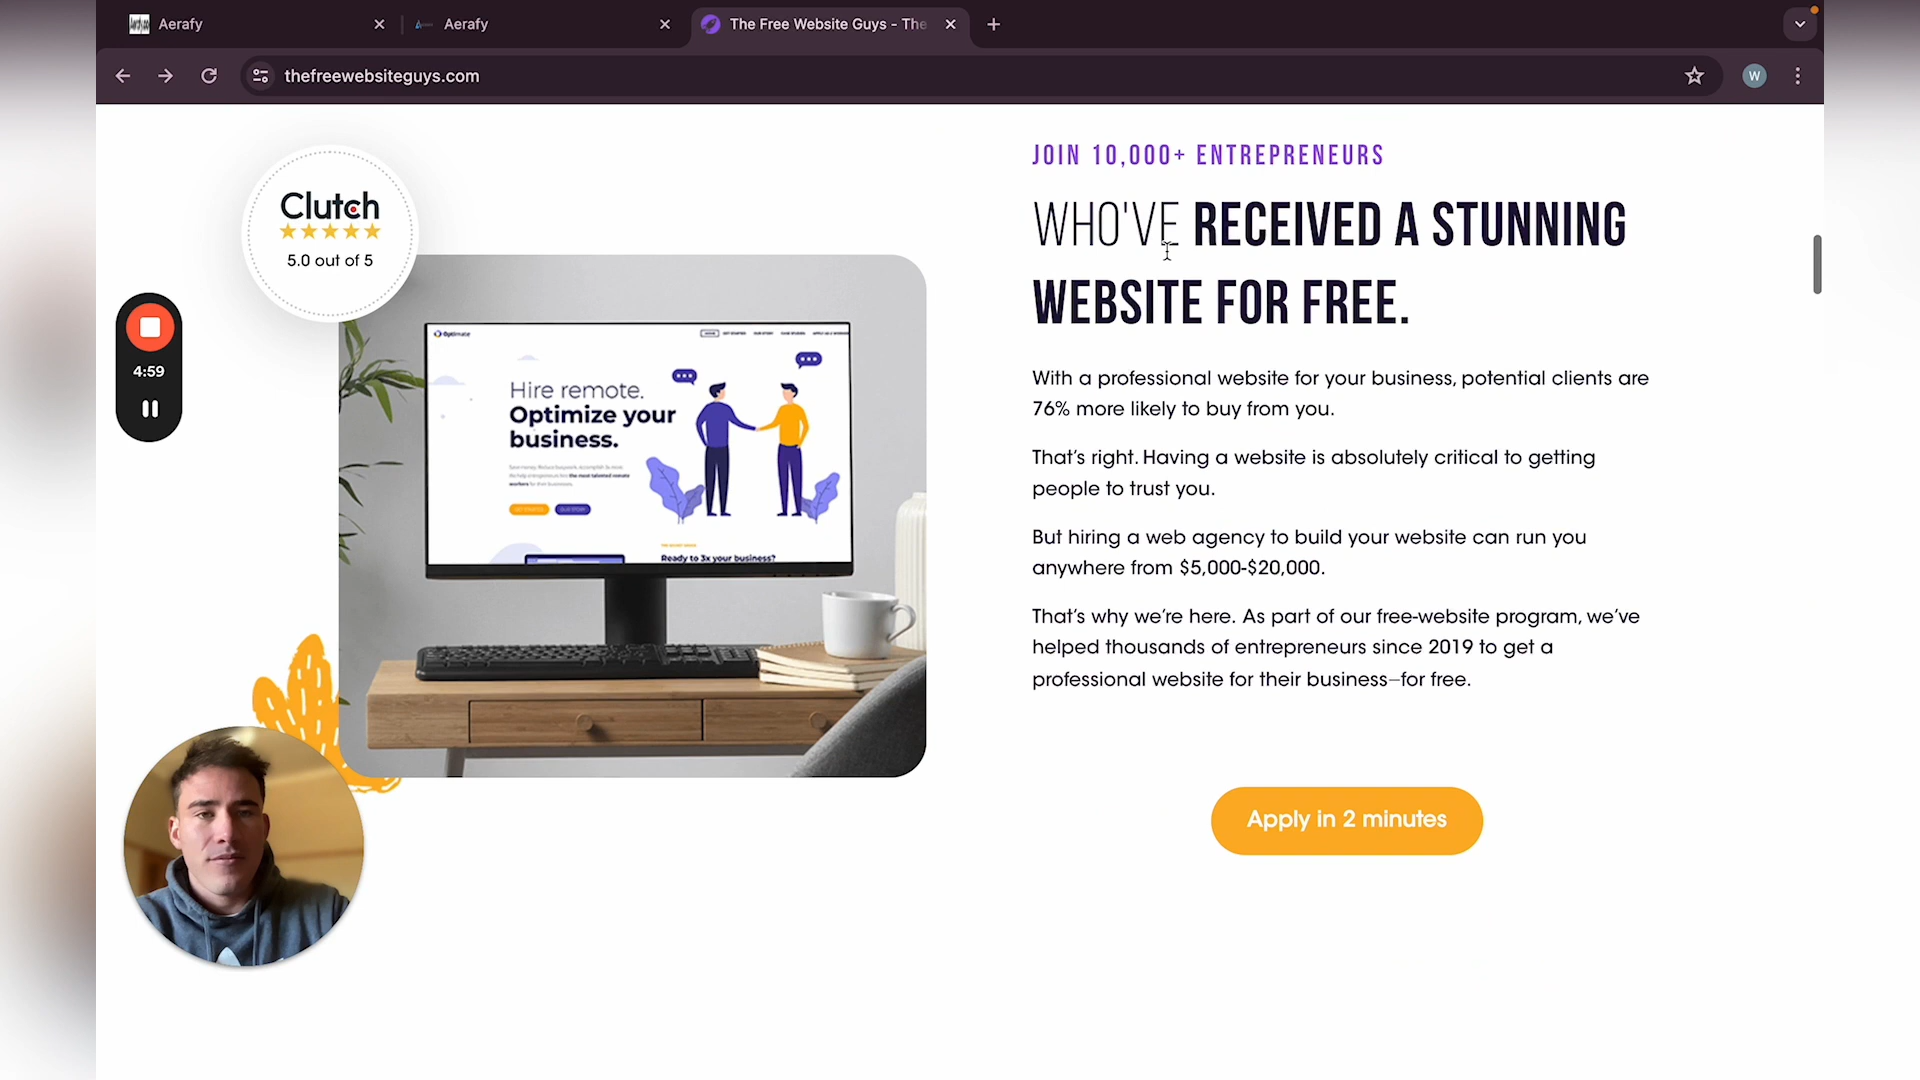 Aerafy
Aerafy
The Free Website Guys - The
thefreewebsiteguys.com
W
Clutch
5.0 out of 5
4:59
Optimate
Hire remote.
Optimize your
business.
GET STARTED
OUR STORY
Ready to 3x your business?
JOIN 10,000+ ENTREPRENEURS
WHO'VE RECEIVED A STUNNING
WEBSITE FOR FREE.
With a professional website for your business, potential clients are
76% more likely to buy from you.
That's right. Having a website is absolutely critical to getting
people to trust you.
But hiring a web agency to build your website can run you
anywhere from $5,000-$20,000.
That's why we're here. As part of our free-website program, we've
helped thousands of entrepreneurs since 2019 to get a
professional website for their business—for free.
Apply in 2 minutes